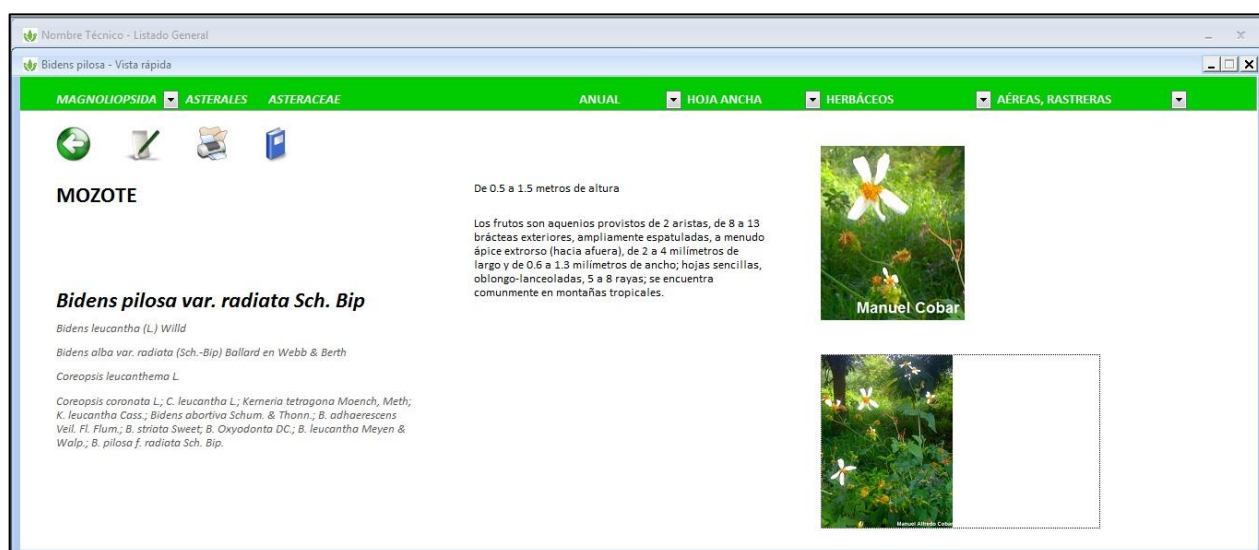 Nombre Técnico - Listado General
Bidens pilosa - Vista rápida
MAGNOLIOPSIDA ASTERALES ASTERACEAE ANUAL HOJA ANCHA HERBÁCEOS AÉREAS, RASTRERAS
MOZOTE
Bidens pilosa var. radiata Sch. Bip
Bidens leucantha (L.) Willd
Bidens alba var. radiata (Sch.-Bip) Ballard en Webb & Berth
Coreopsis leucanthema L.
Coreopsis coronata L.; C. leucantha L.; Kerneria tetragona Moench, Meth;
K. leucantha Cass.; Bidens abortiva Schum. & Thonn.; B. adhaerescens
Veil. Fl. Flum.; B. striata Sweet; B. Oxyodonta DC.; B. leucantha Meyen &
Walp.; B. pilosa f. radiata Sch. Bip.
De 0.5 a 1.5 metros de altura
Los frutos son aquenios provistos de 2 aristas, de 8 a 13
brácteas exteriores, ampliamente espatuladas, a menudo
ápice extrorso (hacia afuera), de 2 a 4 milímetros de
largo y de 0.6 a 1.3 milímetros de ancho; hojas sencillas,
oblongo-lanceoladas, 5 a 8 rayas; se encuentra
comunmente en montañas tropicales.
Manuel Cobar
Manuel Alfredo Cobar